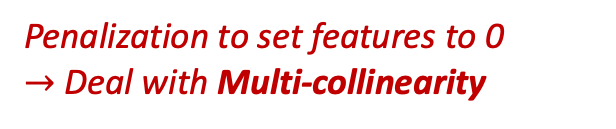 Penalization to set features to 0
→ Deal with Multi-collinearity